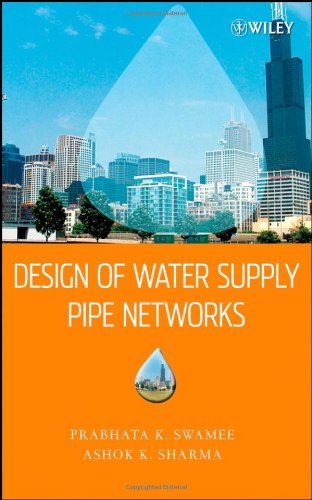 WILEY
DESIGN OF WATER SUPPLY
PIPE NETWORKS
PRABHATA K. SWAMEE
ASHOK K. SHARMA